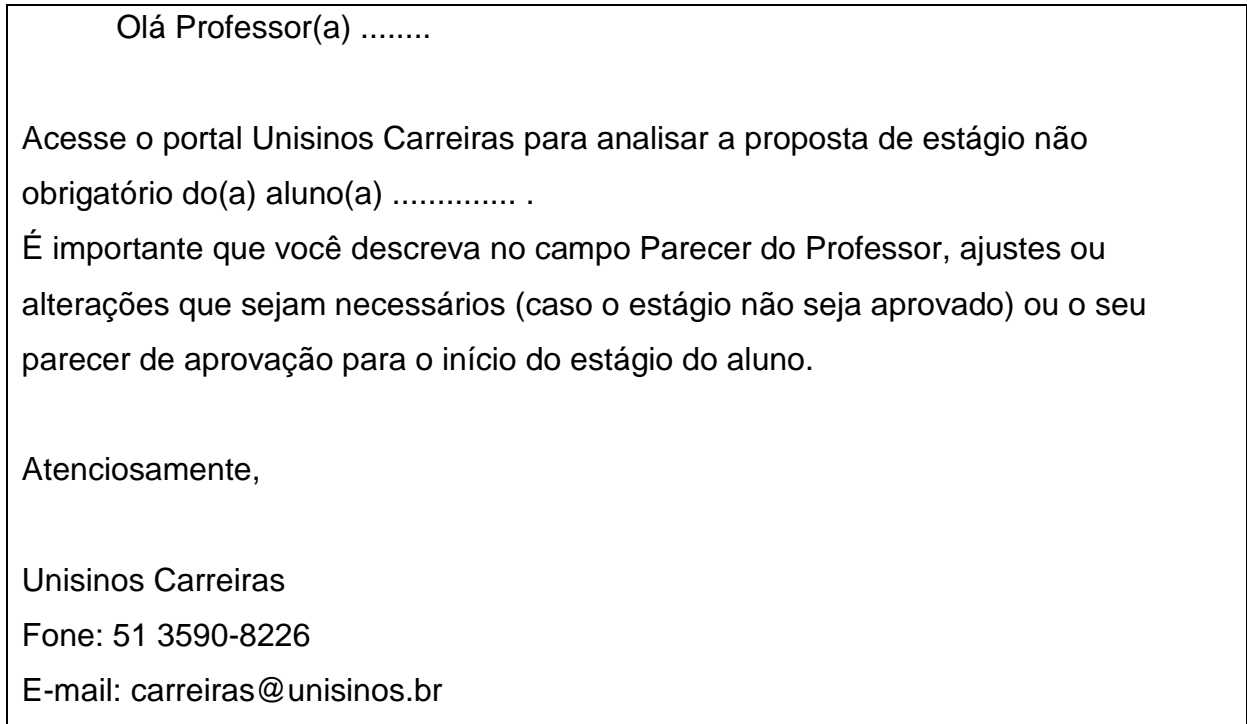 Olá Professor(a) ........
Acesse o portal Unisinos Carreiras para analisar a proposta de estágio não
obrigatório do(a) aluno(a) .............. .
É importante que você descreva no campo Parecer do Professor, ajustes ou
alterações que sejam necessários (caso o estágio não seja aprovado) ou o seu
parecer de aprovação para o início do estágio do aluno.
Atenciosamente,
Unisinos Carreiras
Fone: 51 3590-8226
E-mail: carreiras@unisinos.br